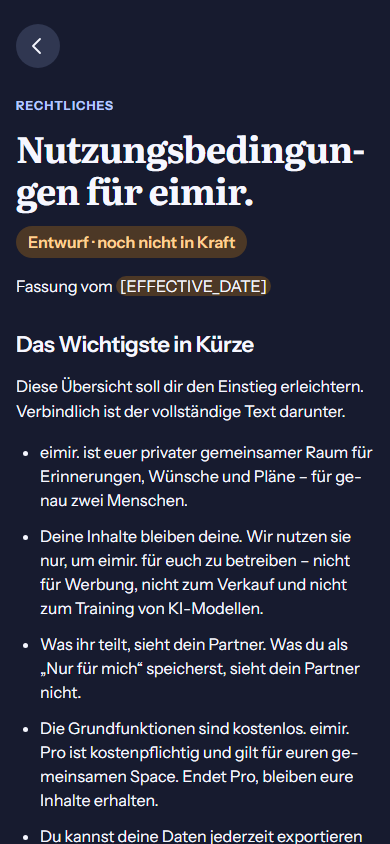 RECHTLICHES
Nutzungsbedingun-
gen für eimir.
Entwurf · noch nicht in Kraft
Fassung vom [EFFECTIVE_DATE]
Das Wichtigste in Kürze
Diese Übersicht soll dir den Einstieg erleichtern.
Verbindlich ist der vollständige Text darunter.
• eimir. ist euer privater gemeinsamer Raum für
Erinnerungen, Wünsche und Pläne – für ge-
nau zwei Menschen.
• Deine Inhalte bleiben deine. Wir nutzen sie
nur, um eimir. für euch zu betreiben – nicht
für Werbung, nicht zum Verkauf und nicht
zum Training von KI-Modellen.
• Was ihr teilt, sieht dein Partner. Was du als
„Nur für mich“ speicherst, sieht dein Partner
nicht.
• Die Grundfunktionen sind kostenlos. eimir.
Pro ist kostenpflichtig und gilt für euren ge-
meinsamen Space. Endet Pro, bleiben eure
Inhalte erhalten.
• Du kannst deine Daten jederzeit exportieren